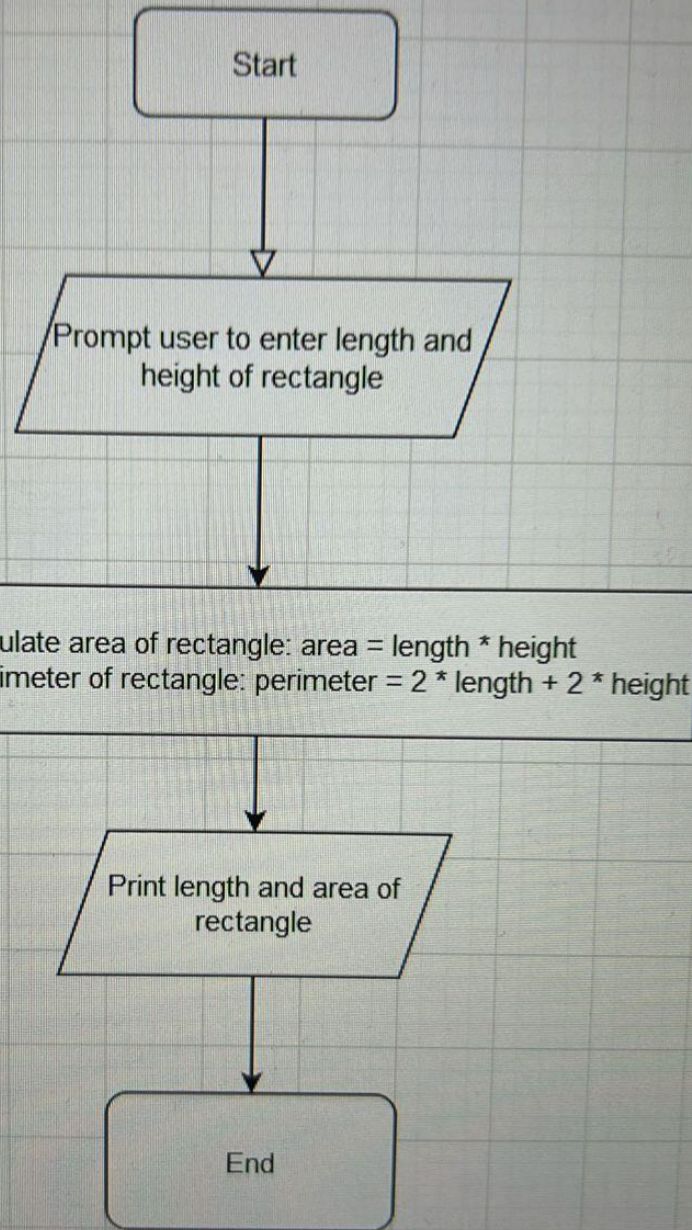 Start
Prompt user to enter length and
height of rectangle
ulate area of rectangle: area = length * height
imeter of rectangle: perimeter = 2 * length + 2 * height
Print length and area of
rectangle
End